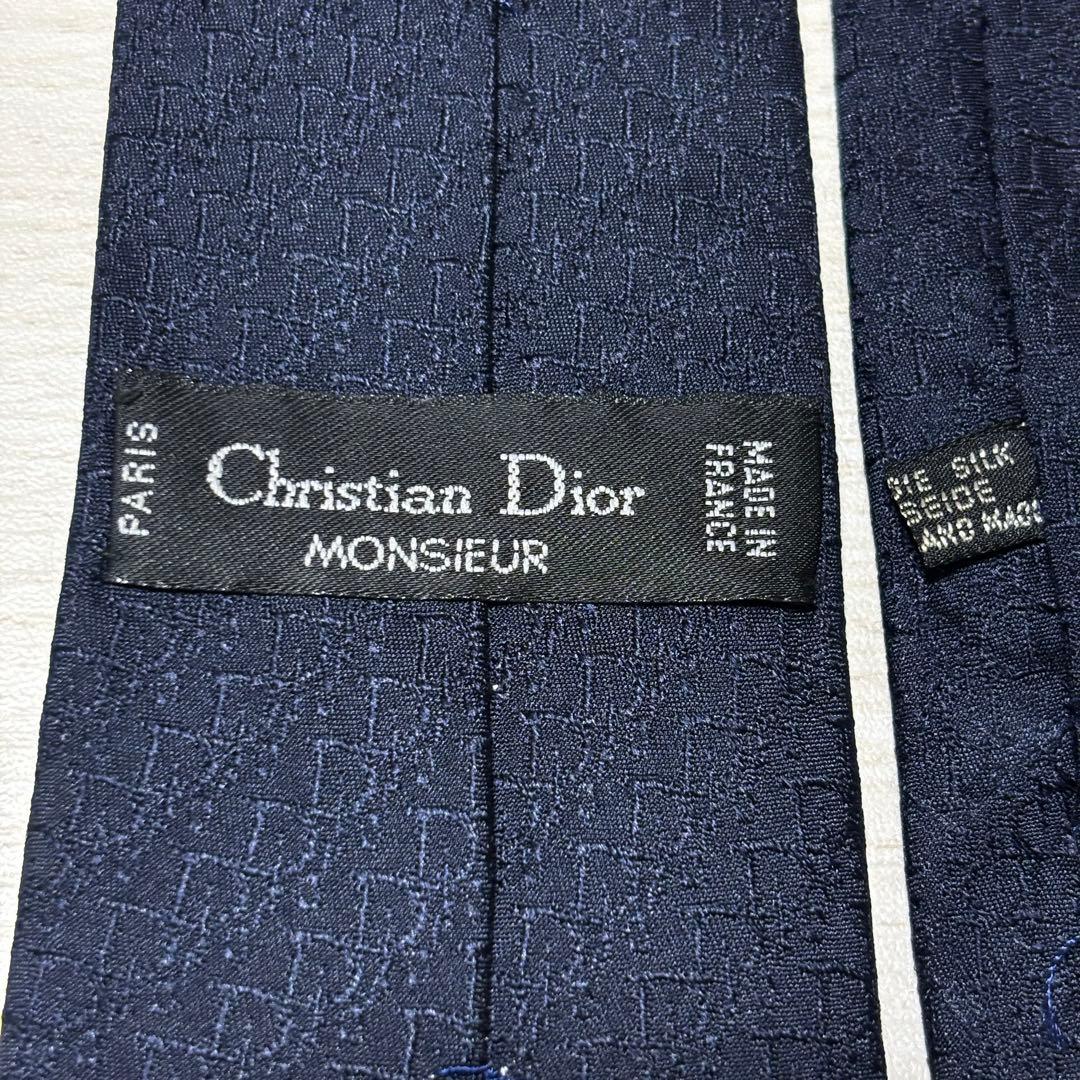 PARIS
Christian Dior
MONSIEUR
MADE IN
FRANCE
SILK
SEIDE